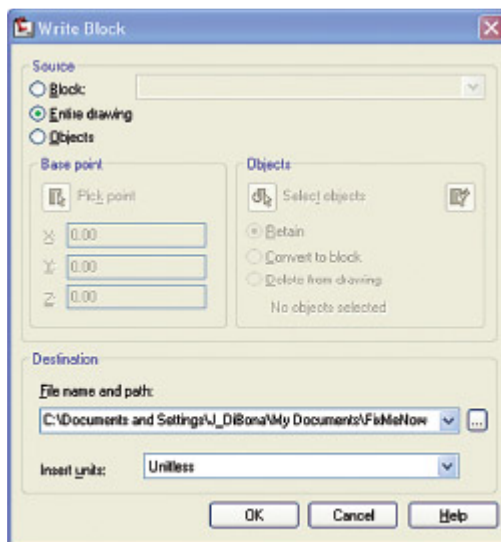 Write Block
Source
Block:
Entire drawing
Objects
Base point
Pick point
X: 0.00
Y: 0.00
Z: 0.00
Objects
Select objects
Retain
Convert to block
Delete from drawing
No objects selected
Destination
File name and path:
C:\Documents and Settings\J_DiBona\My Documents\FixMeNow
...
Insert units: Unitless
OK Cancel Help